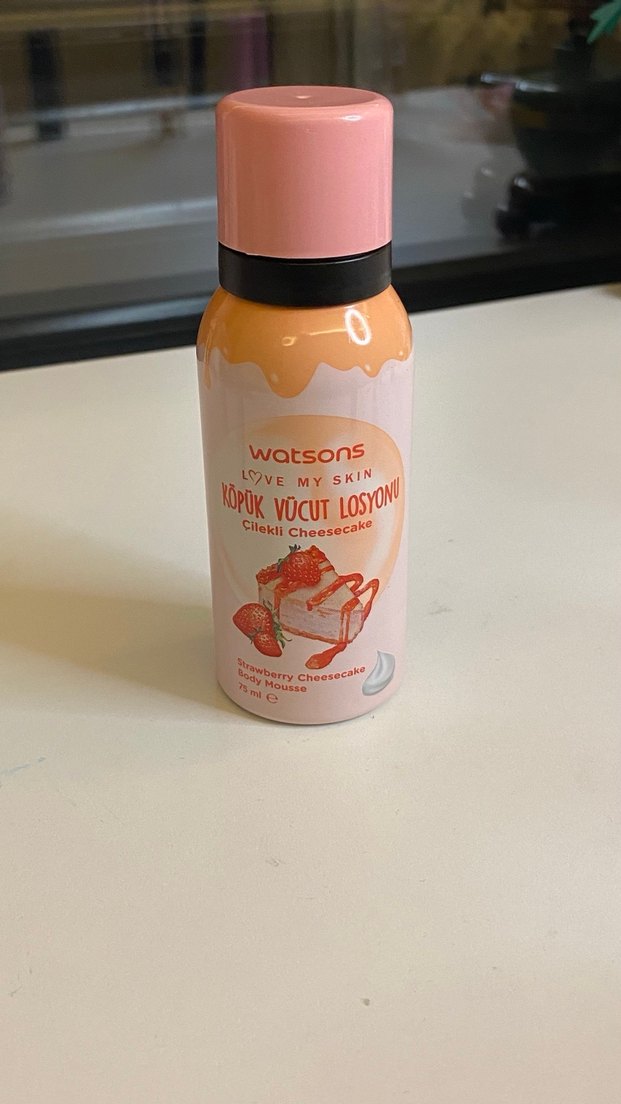 watsons
LOVE MY SKIN
KÖPÜK VÜCUT LOSYONU
Çilekli Cheesecake
Strawberry Cheesecake
Body Mousse
75 ml ℮